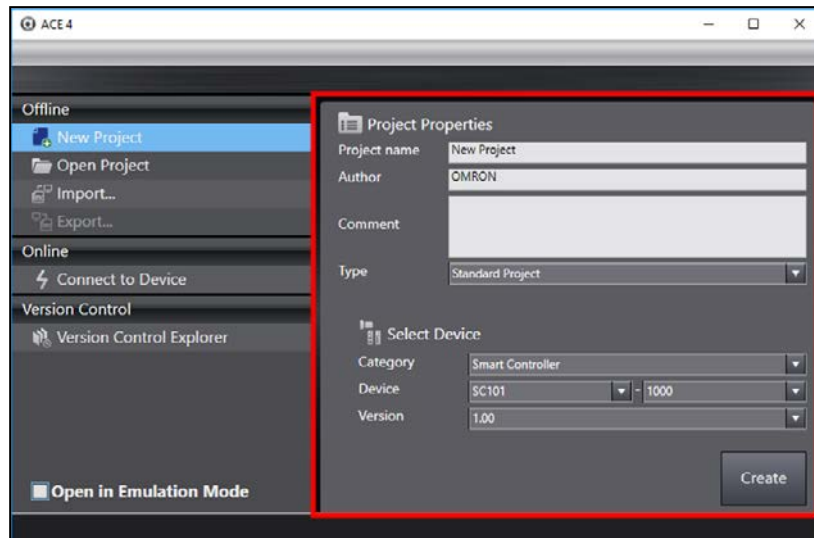 ACE 4
Offline
New Project
Open Project
Import...
Export...
Online
Connect to Device
Version Control
Version Control Explorer
Open in Emulation Mode
Project Properties
Project name New Project
Author OMRON
Comment
Type Standard Project
Select Device
Category Smart Controller
Device SC101 - 1000
Version 1.00
Create